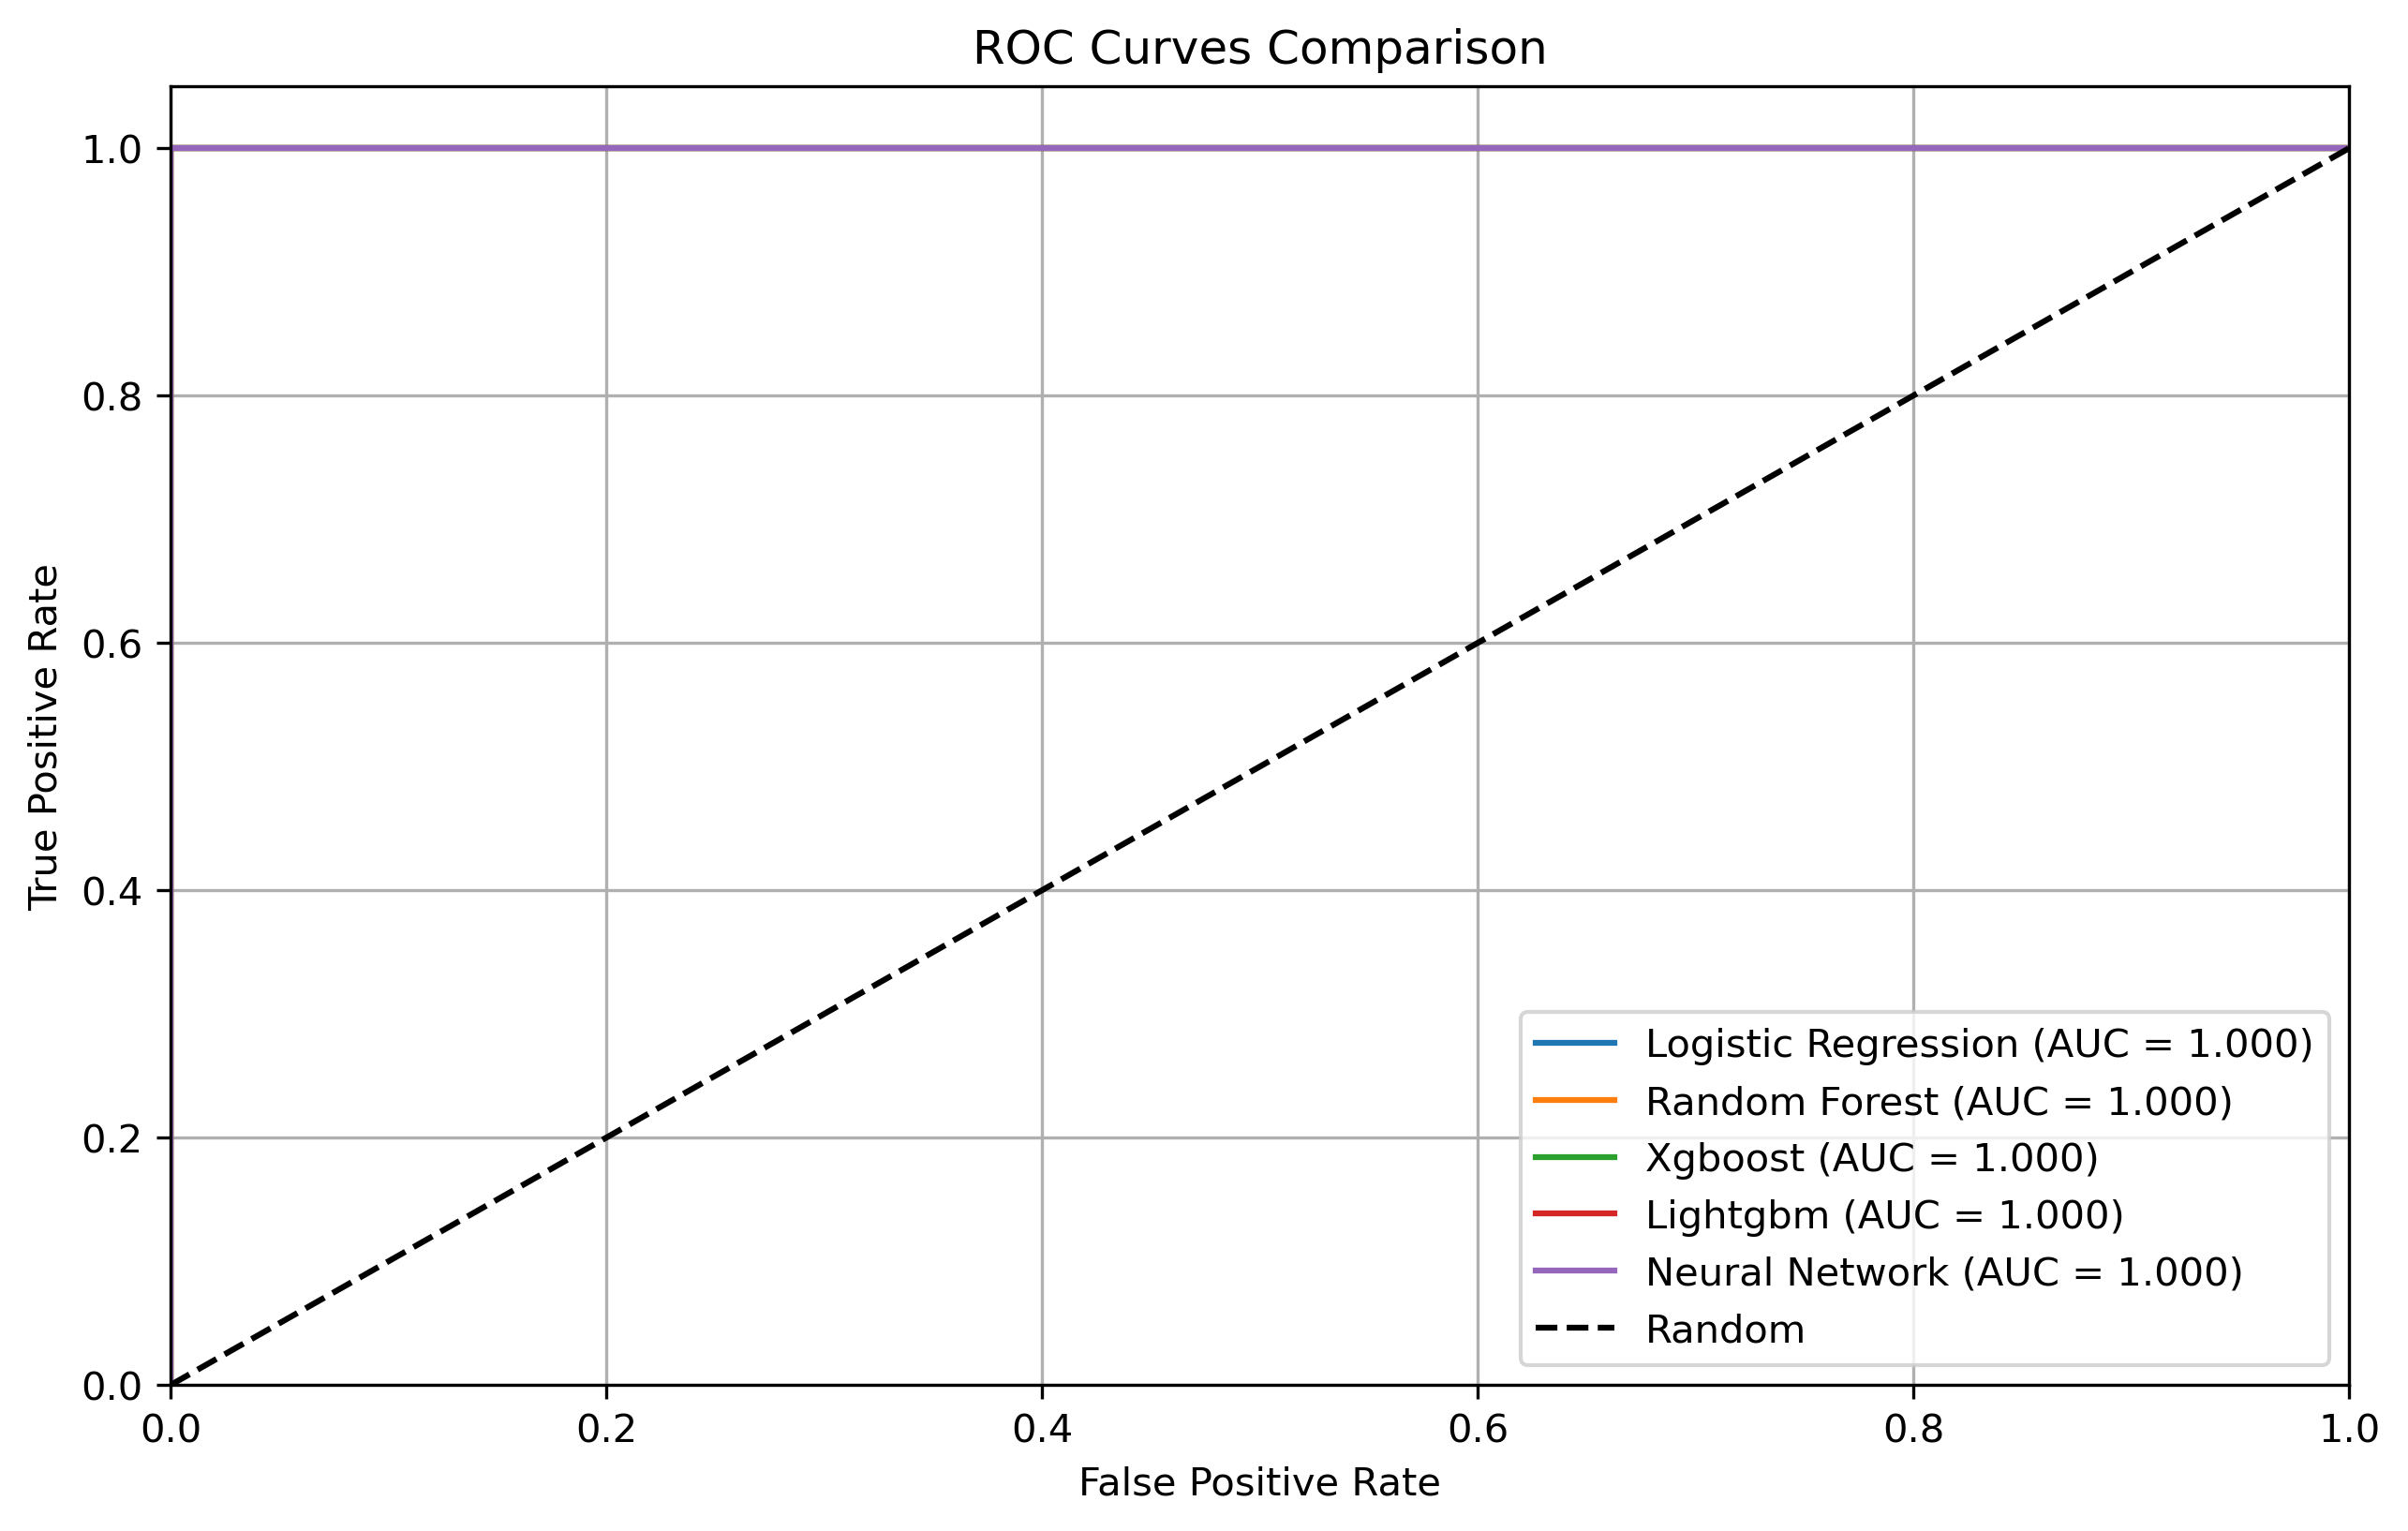 ROC Curves Comparison
True Positive Rate
1.0
0.8
0.6
0.4
0.2
0.0
0.0 0.2 0.4 0.6 0.8 1.0
False Positive Rate
Logistic Regression (AUC = 1.000)
Random Forest (AUC = 1.000)
Xgboost (AUC = 1.000)
Lightgbm (AUC = 1.000)
Neural Network (AUC = 1.000)
Random